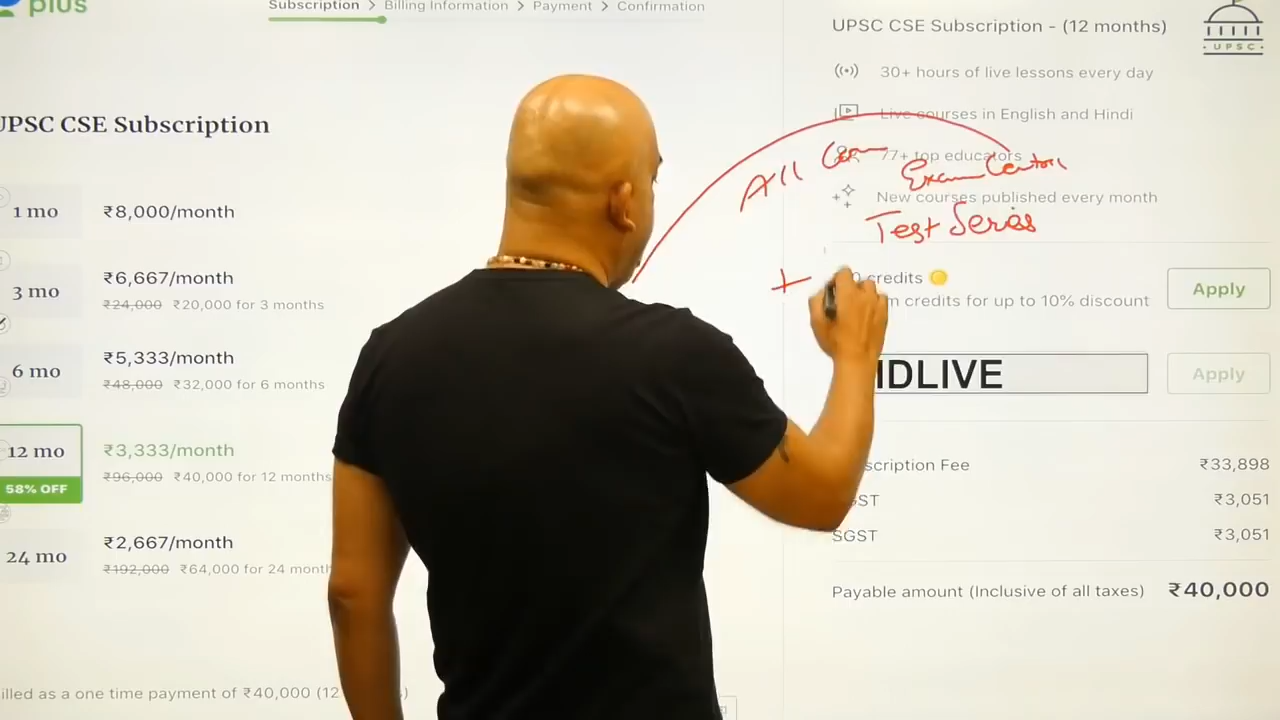 plus
Subscription > Billing Information > Payment > Confirmation
UPSC CSE Subscription
1 mo ₹8,000/month
3 mo ₹6,667/month
₹24,000 ₹20,000 for 3 months
6 mo ₹5,333/month
₹48,000 ₹32,000 for 6 months
12 mo ₹3,333/month
58% OFF ₹96,000 ₹40,000 for 12 months
24 mo ₹2,667/month
₹192,000 ₹64,000 for 24 month
illed as a one time payment of ₹40,000 (12
UPSC CSE Subscription - (12 months)
UPSC
30+ hours of live lessons every day
Live courses in English and Hindi
77+ top educators
All
New courses published every month
Test Series
+
credits
credits for up to 10% discount
Apply
IDLIVE
Apply
scription Fee ₹33,898
GST ₹3,051
SGST ₹3,051
Payable amount (Inclusive of all taxes) ₹40,000